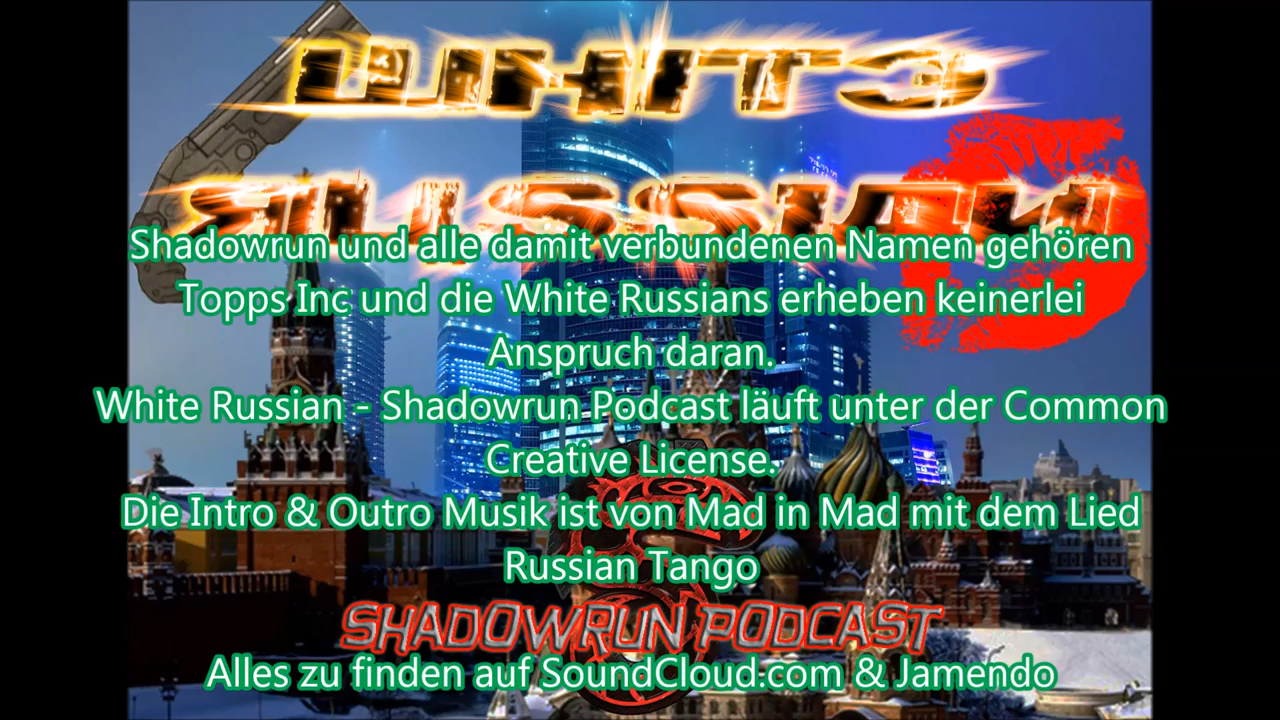 ШHITЭ
ЯUSSIAИ
Shadowrun und alle damit verbundenen Namen gehören
Topps Inc und die White Russians erheben keinerlei
Anspruch daran.
White Russian - Shadowrun Podcast läuft unter der Common
Creative License.
Die Intro & Outro Musik ist von Mad in Mad mit dem Lied
Russian Tango
SHADOWRUN PODCAST
Alles zu finden auf SoundCloud.com & Jamendo